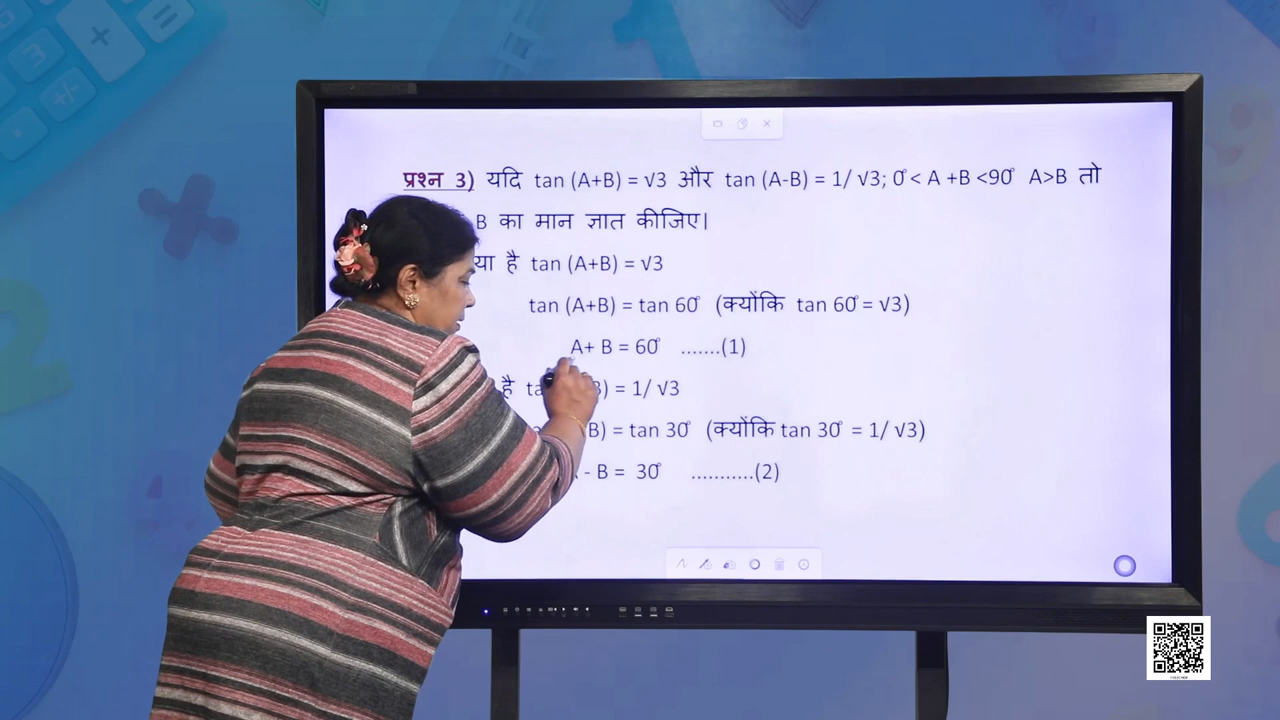 प्रश्न 3) यदि tan (A+B) = √3 और tan (A-B) = 1/ √3; 0°< A +B <90° A>B तो
B का मान ज्ञात कीजिए।
है tan (A+B) = √3
tan (A+B) = tan 60° (क्योंकि tan 60° = √3)
A+ B = 60° .......(1)
है = 1/ √3
B) = tan 30° (क्योंकि tan 30° = 1/ √3)
- B = 30° ...........(2)